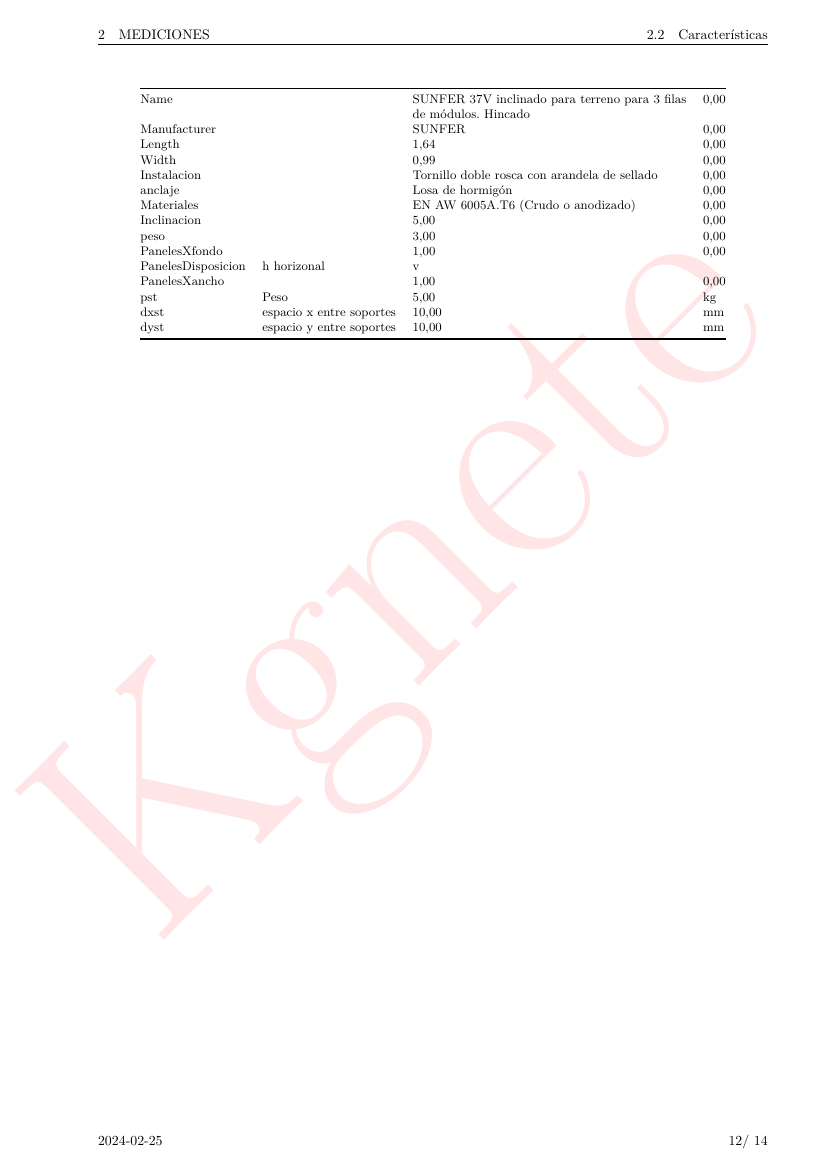 2 MEDICIONES 2.2 Características
Name SUNFER 37V inclinado para terreno para 3 filas 0,00
de módulos. Hincado
Manufacturer SUNFER 0,00
Length 1,64 0,00
Width 0,99 0,00
Instalacion Tornillo doble rosca con arandela de sellado 0,00
anclaje Losa de hormigón 0,00
Materiales EN AW 6005A.T6 (Crudo o anodizado) 0,00
Inclinacion 5,00 0,00
peso 3,00 0,00
PanelesXfondo 1,00 0,00
PanelesDisposicion h horizonal v
PanelesXancho 1,00 0,00
pst Peso 5,00 kg
dxst espacio x entre soportes 10,00 mm
dyst espacio y entre soportes 10,00 mm
Kgnete
2024-02-25 12/ 14